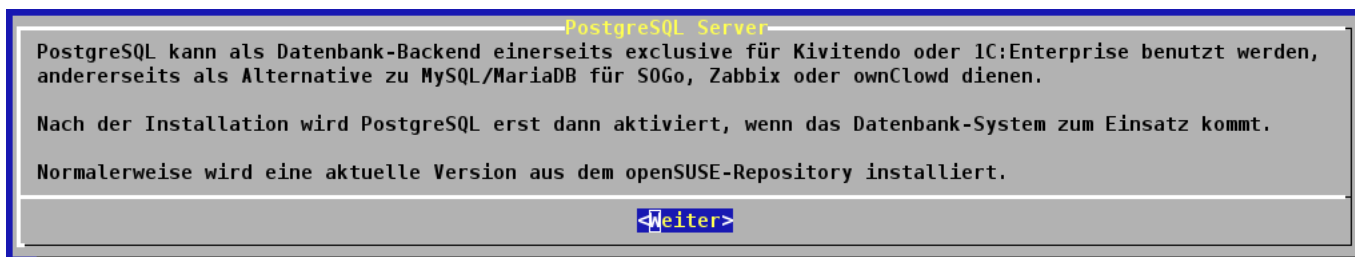 PostgreSQL Server
PostgreSQL kann als Datenbank-Backend einerseits exclusive für Kivitendo oder 1C:Enterprise benutzt werden,
andererseits als Alternative zu MySQL/MariaDB für SOGo, Zabbix oder ownClowd dienen.
Nach der Installation wird PostgreSQL erst dann aktiviert, wenn das Datenbank-System zum Einsatz kommt.
Normalerweise wird eine aktuelle Version aus dem openSUSE-Repository installiert.
<Weiter>